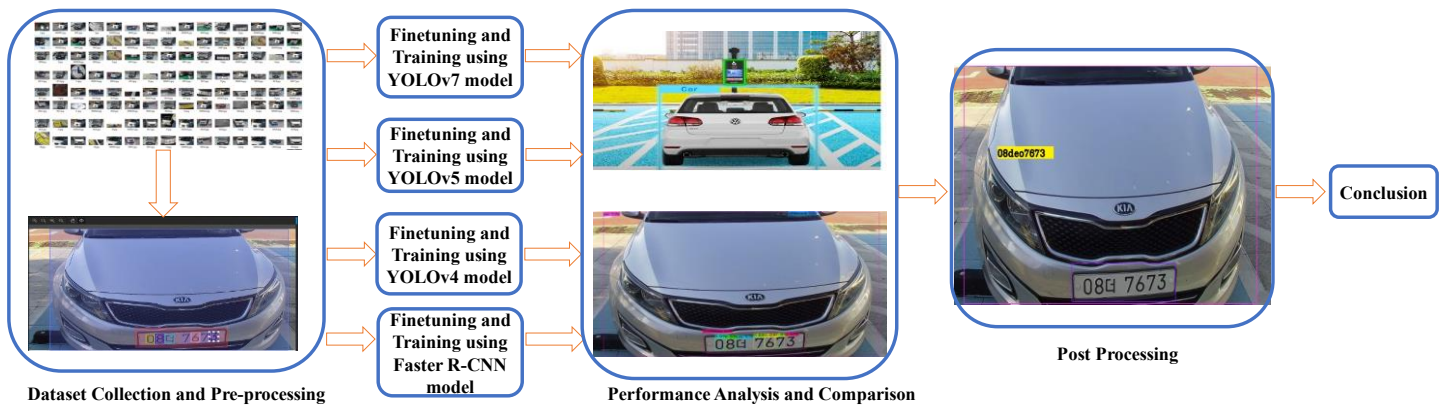 Finetuning and
Training using
YOLOv7 model
Finetuning and
Training using
YOLOv5 model
Finetuning and
Training using
YOLOv4 model
Finetuning and
Training using
Faster R-CNN
model
Car
KIA
08더 7673
KIA
08더 7673
08deo7673
KIA
08더 7673
Conclusion
Dataset Collection and Pre-processing
Performance Analysis and Comparison
Post Processing